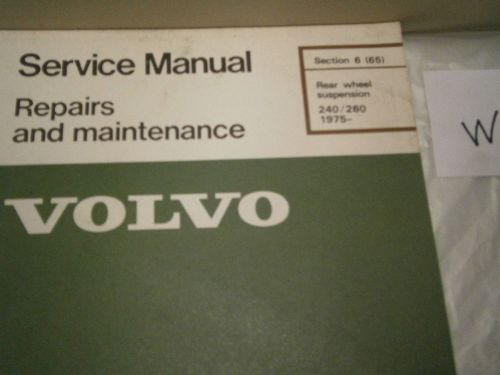 Service Manual
Repairs
and maintenance
Section 6 (65)
Rear wheel
suspension
240/260
1975–
VOLVO
W